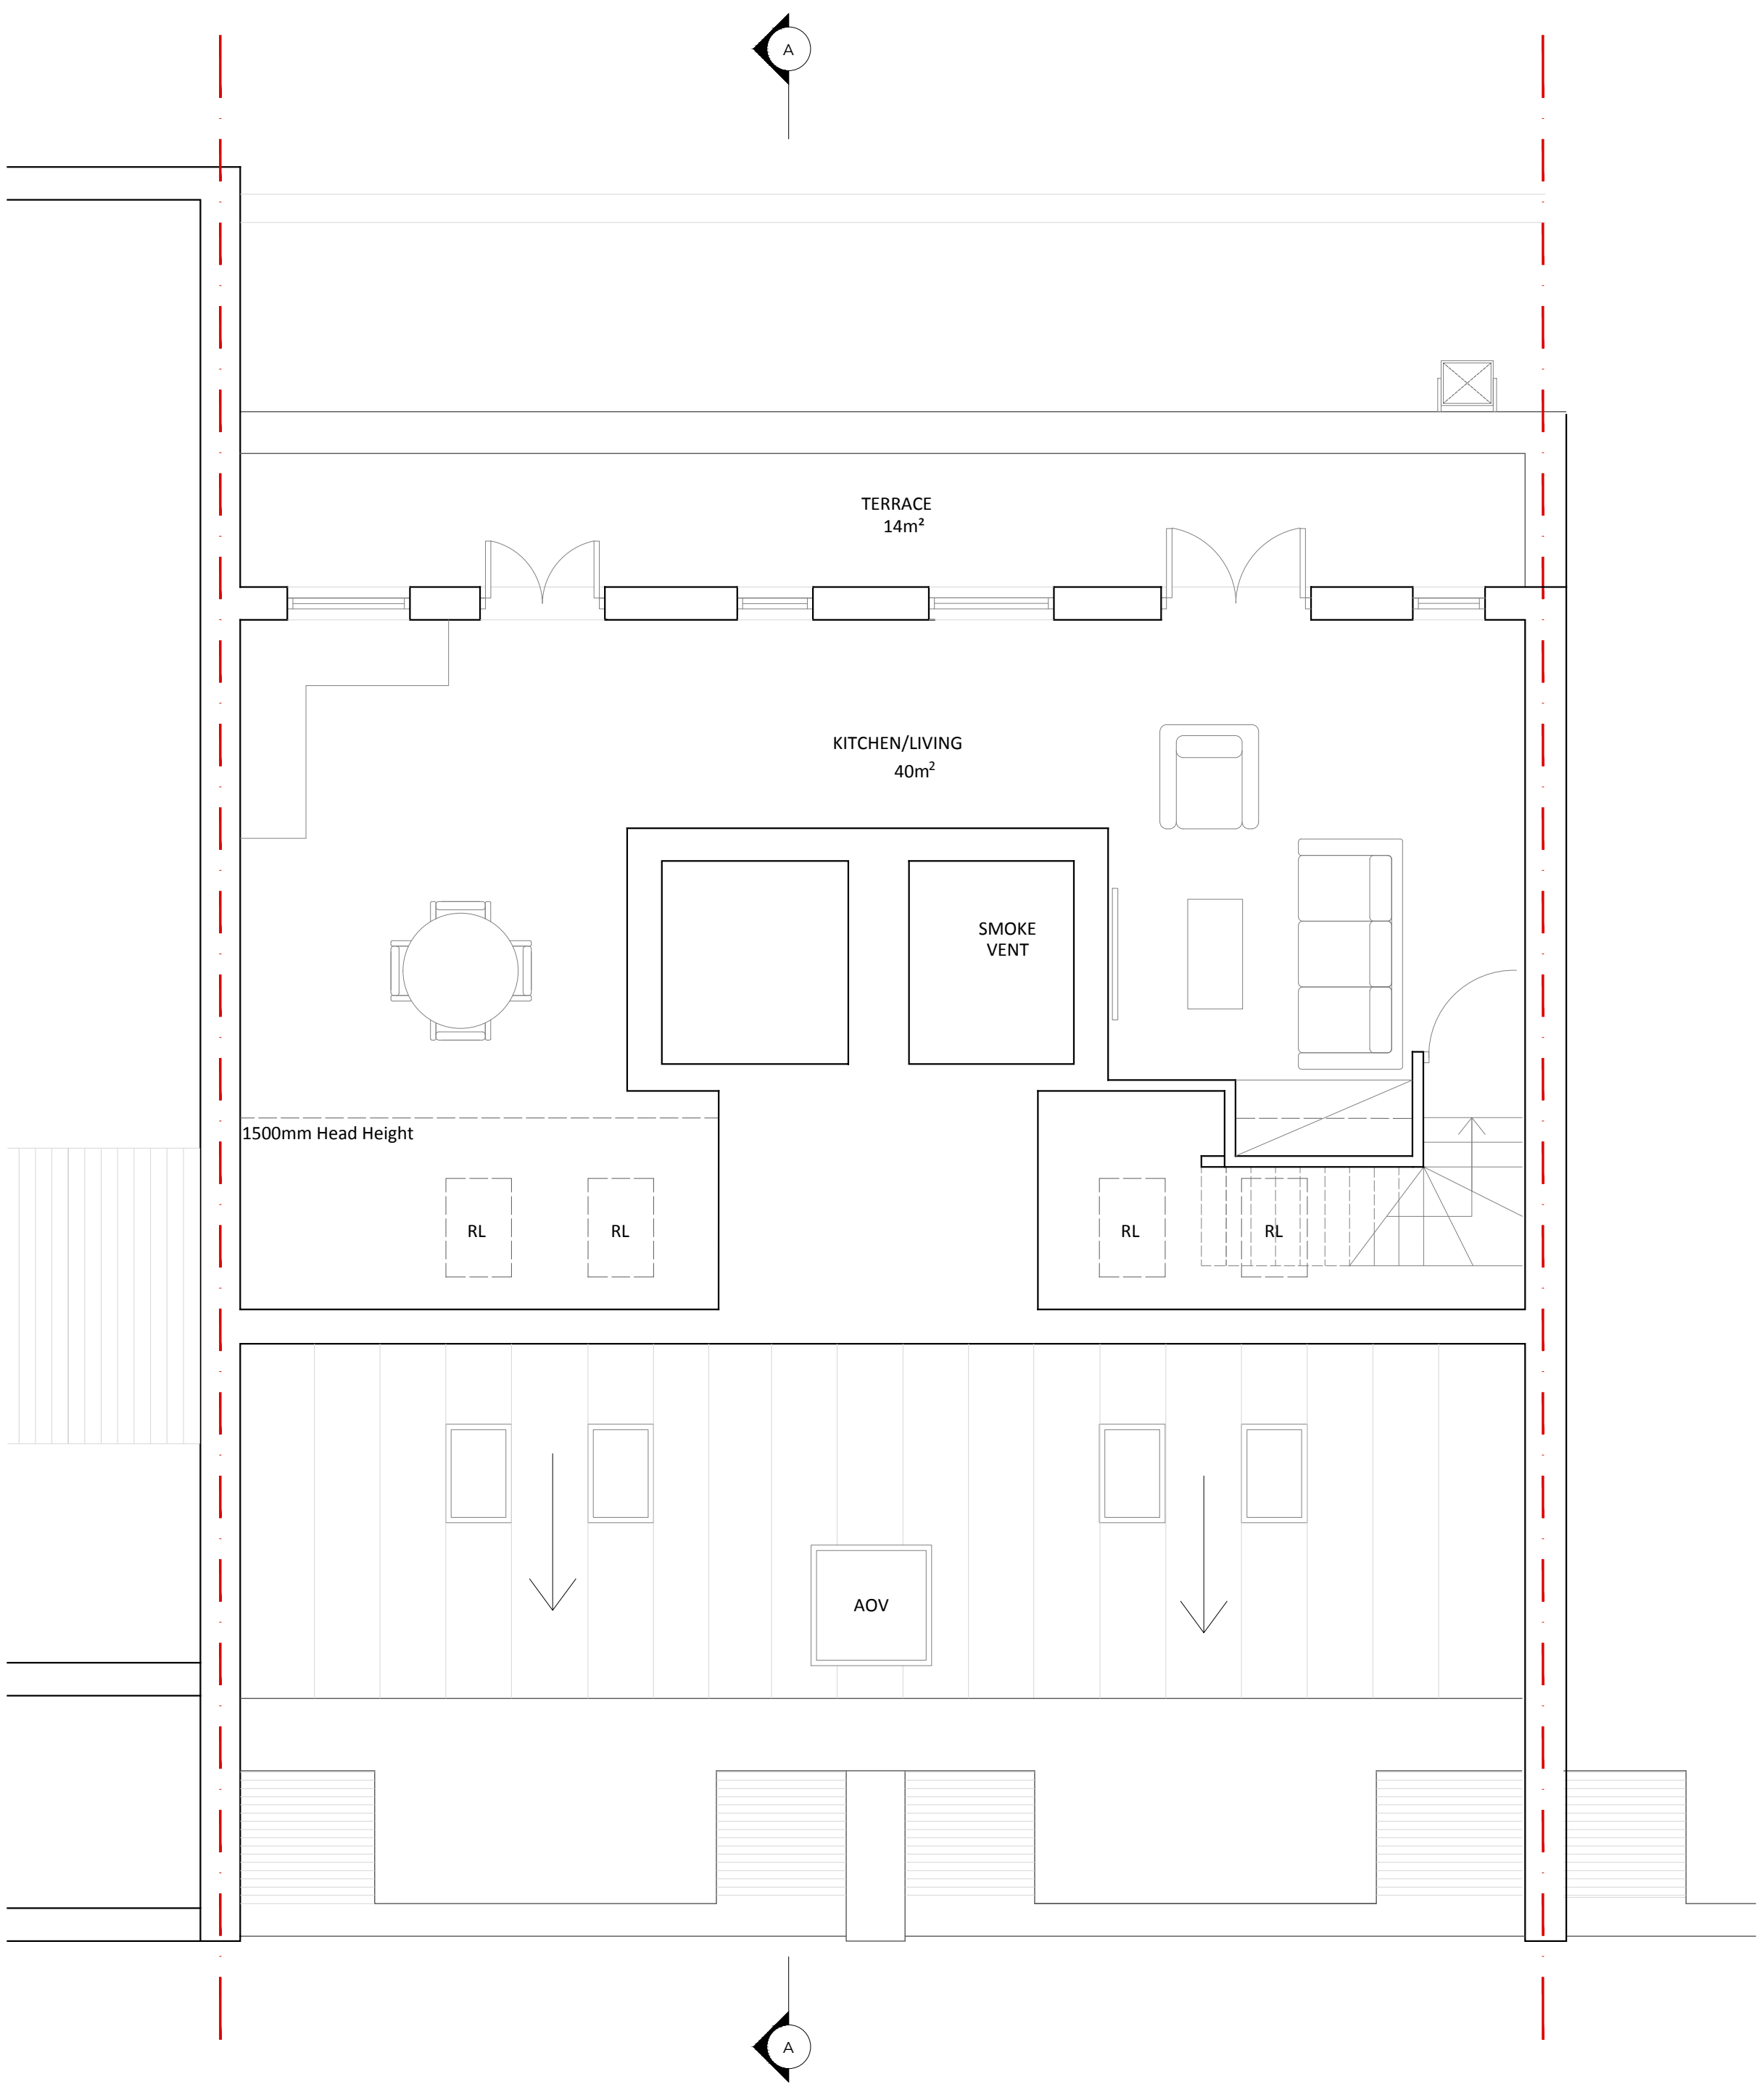 A
TERRACE
14m²
KITCHEN/LIVING
40m²
SMOKE
VENT
1500mm Head Height
RL
RL
RL
RL
AOV
A